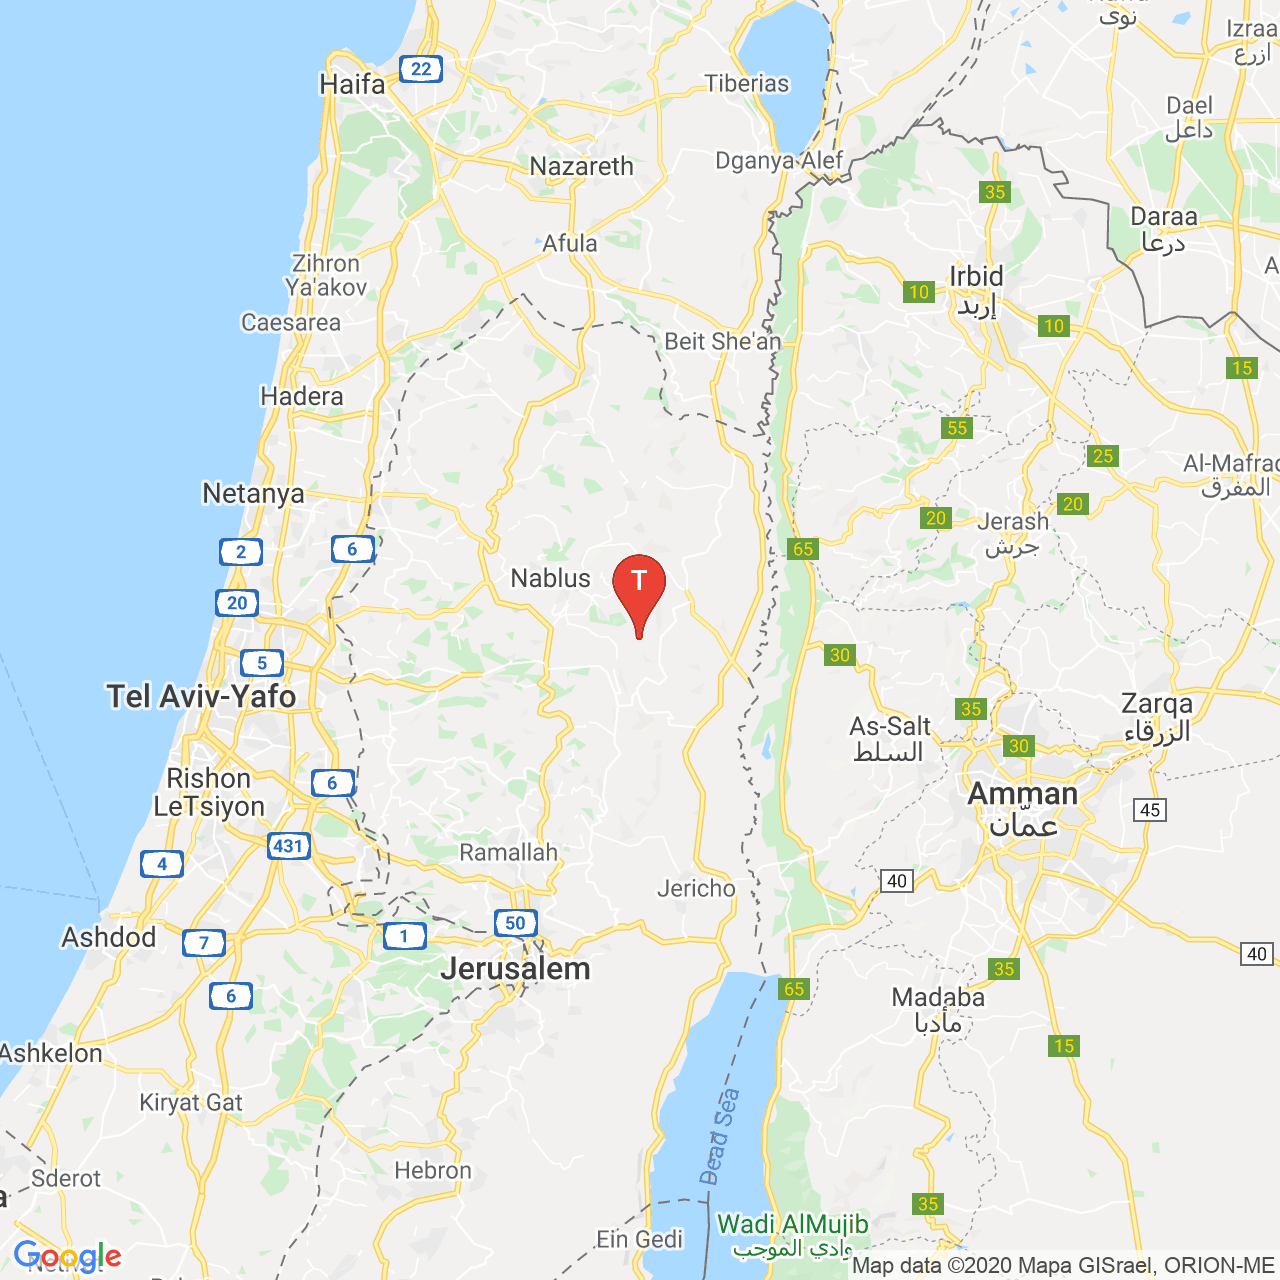 نوى
Izraa
ازرع
22
Haifa
Tiberias
Dael
داعل
Nazareth
Dganya Alef
35
Daraa
درعا
Afula
Zihron
Ya'akov
Irbid
إربد
10
Caesarea
10
Beit She'an
15
Hadera
55
25
Al-Mafraq
المفرق
Netanya
20
20
Jerash
جرش
2
6
65
Nablus
T
20
5
30
Tel Aviv-Yafo
35
Zarqa
الزرقاء
As-Salt
السلط
30
Rishon
LeTsiyon
6
Amman
عمّان
45
431
4
Ramallah
Jericho
40
50
1
7
Ashdod
40
Jerusalem
35
6
65
Madaba
مأدبا
15
Ashkelon
Kiryat Gat
Dead Sea
Hebron
Sderot
a
35
Wadi AlMujib
وادي الموجب
Ein Gedi
Google
Map data ©2020 Mapa GISrael, ORION-ME